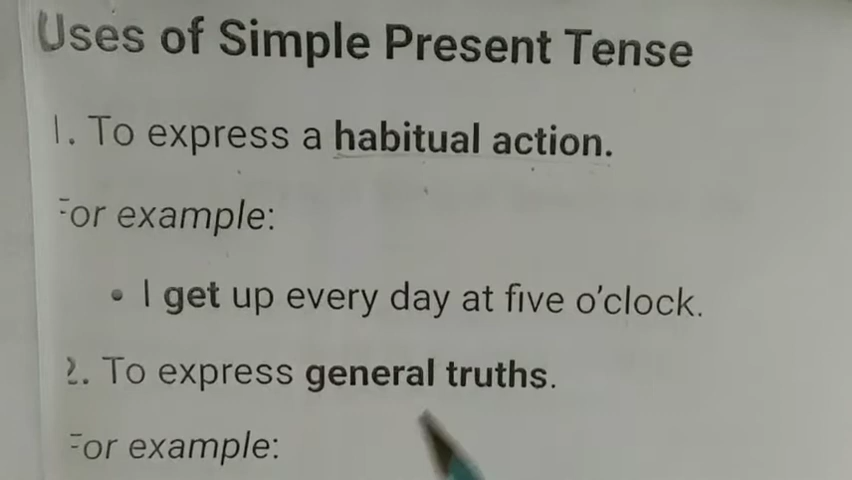 Uses of Simple Present Tense
1. To express a habitual action.
For example:
• I get up every day at five o'clock.
2. To express general truths.
For example: